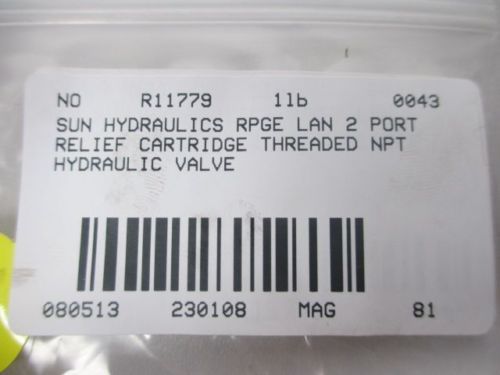 NO R11779 1lb 0043
SUN HYDRAULICS RPGE LAN 2 PORT
RELIEF CARTRIDGE THREADED NPT
HYDRAULIC VALVE
080513 230108 MAG 81